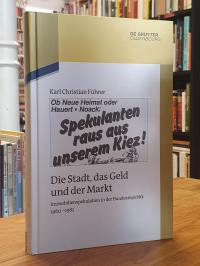 DE GRUYTER
OLDENBOURG
Karl Christian Führer
Ob Neue Heimat oder
Hauert + Noack:
Spekulanten
raus aus
unserem Kiez!
Die Stadt, das Geld
und der Markt
Immobilienspekulation in der Bundesrepublik
1960–1985